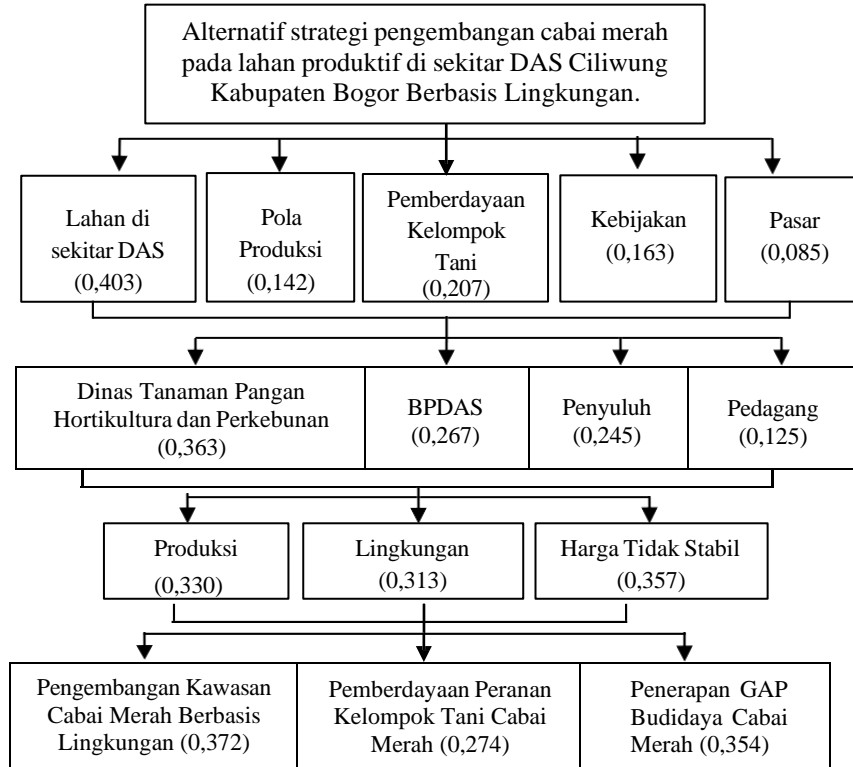 Alternatif strategi pengembangan cabai merah
pada lahan produktif di sekitar DAS Ciliwung
Kabupaten Bogor Berbasis Lingkungan.
Lahan di
sekitar DAS
(0,403)
Pola
Produksi
(0,142)
Pemberdayaan
Kelompok
Tani
(0,207)
Kebijakan
(0,163)
Pasar
(0,085)
Dinas Tanaman Pangan
Hortikultura dan Perkebunan
(0,363)
BPDAS
(0,267)
Penyuluh
(0,245)
Pedagang
(0,125)
Produksi
(0,330)
Lingkungan
(0,313)
Harga Tidak Stabil
(0,357)
Pengembangan Kawasan
Cabai Merah Berbasis
Lingkungan (0,372)
Pemberdayaan Peranan
Kelompok Tani Cabai
Merah (0,274)
Penerapan GAP
Budidaya Cabai
Merah (0,354)